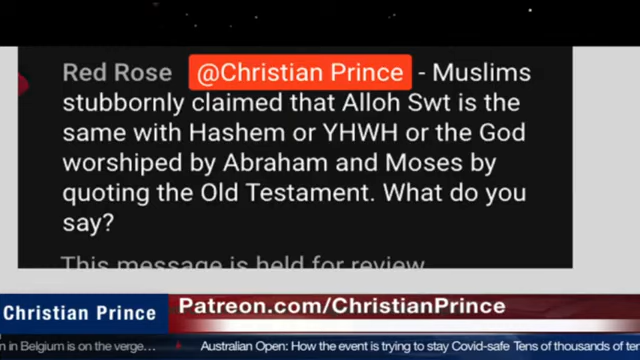 Red Rose @Christian Prince - Muslims
stubbornly claimed that Alloh Swt is the
same with Hashem or YHWH or the God
worshiped by Abraham and Moses by
quoting the Old Testament. What do you
say?
This message is held for review
Christian Prince
Patreon.com/ChristianPrince
n in Belgium is on the verge...
Australian Open: How the event is trying to stay Covid-safe Tens of thousands of te